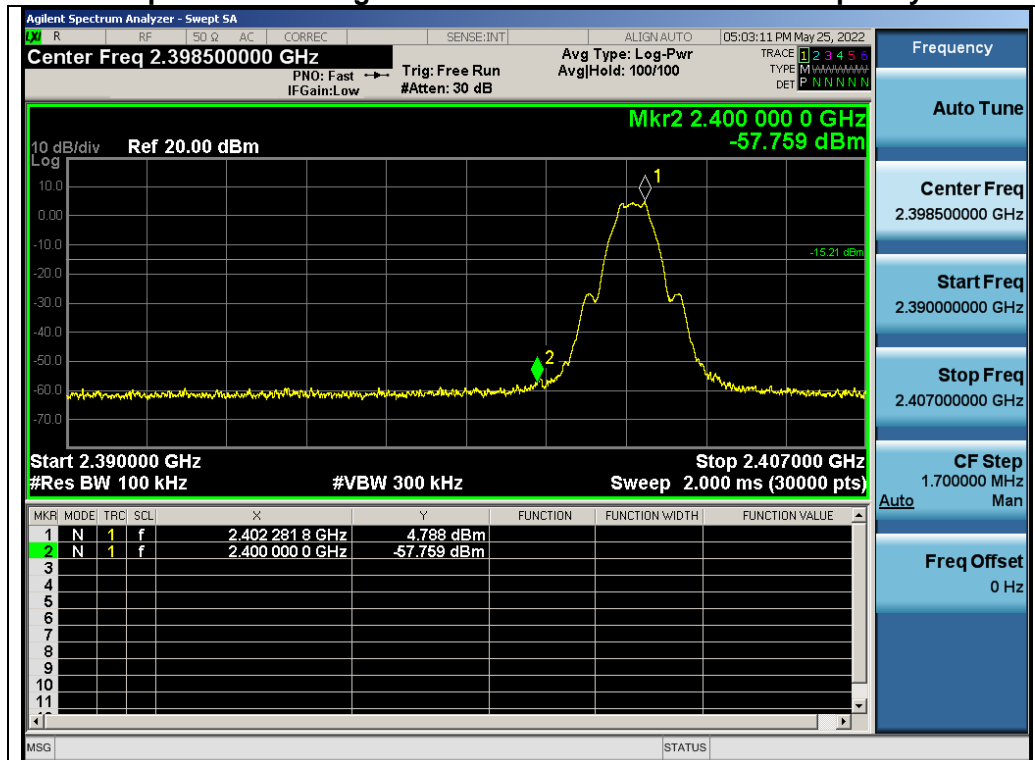 Agilent Spectrum Analyzer - Swept SA
LXI R RF 50 Ω AC CORREC SENSE:INT ALIGN AUTO 05:03:11 PM May 25, 2022
Center Freq 2.398500000 GHz
PNO: Fast
IFGain:Low
Trig: Free Run
#Atten: 30 dB
Avg Type: Log-Pwr
Avg|Hold: 100/100
TRACE 1 2 3 4 5 6
TYPE M
DET P N N N N N
Mkr2 2.400 000 0 GHz
-57.759 dBm
10 dB/div Ref 20.00 dBm
Log
10.0
0.00
-10.0
-20.0
-30.0
-40.0
-50.0
-60.0
-70.0
1
-15.21 dBm
2
Start 2.390000 GHz Stop 2.407000 GHz
#Res BW 100 kHz #VBW 300 kHz Sweep 2.000 ms (30000 pts)
MKR MODE TRC SCL X Y FUNCTION FUNCTION WIDTH FUNCTION VALUE
1 N 1 f 2.402 281 8 GHz 4.788 dBm
2 N 1 f 2.400 000 0 GHz -57.759 dBm
3
4
5
6
7
8
9
10
11
MSG STATUS
Frequency
Auto Tune
Center Freq
2.398500000 GHz
Start Freq
2.390000000 GHz
Stop Freq
2.407000000 GHz
CF Step
1.700000 MHz
Auto Man
Freq Offset
0 Hz